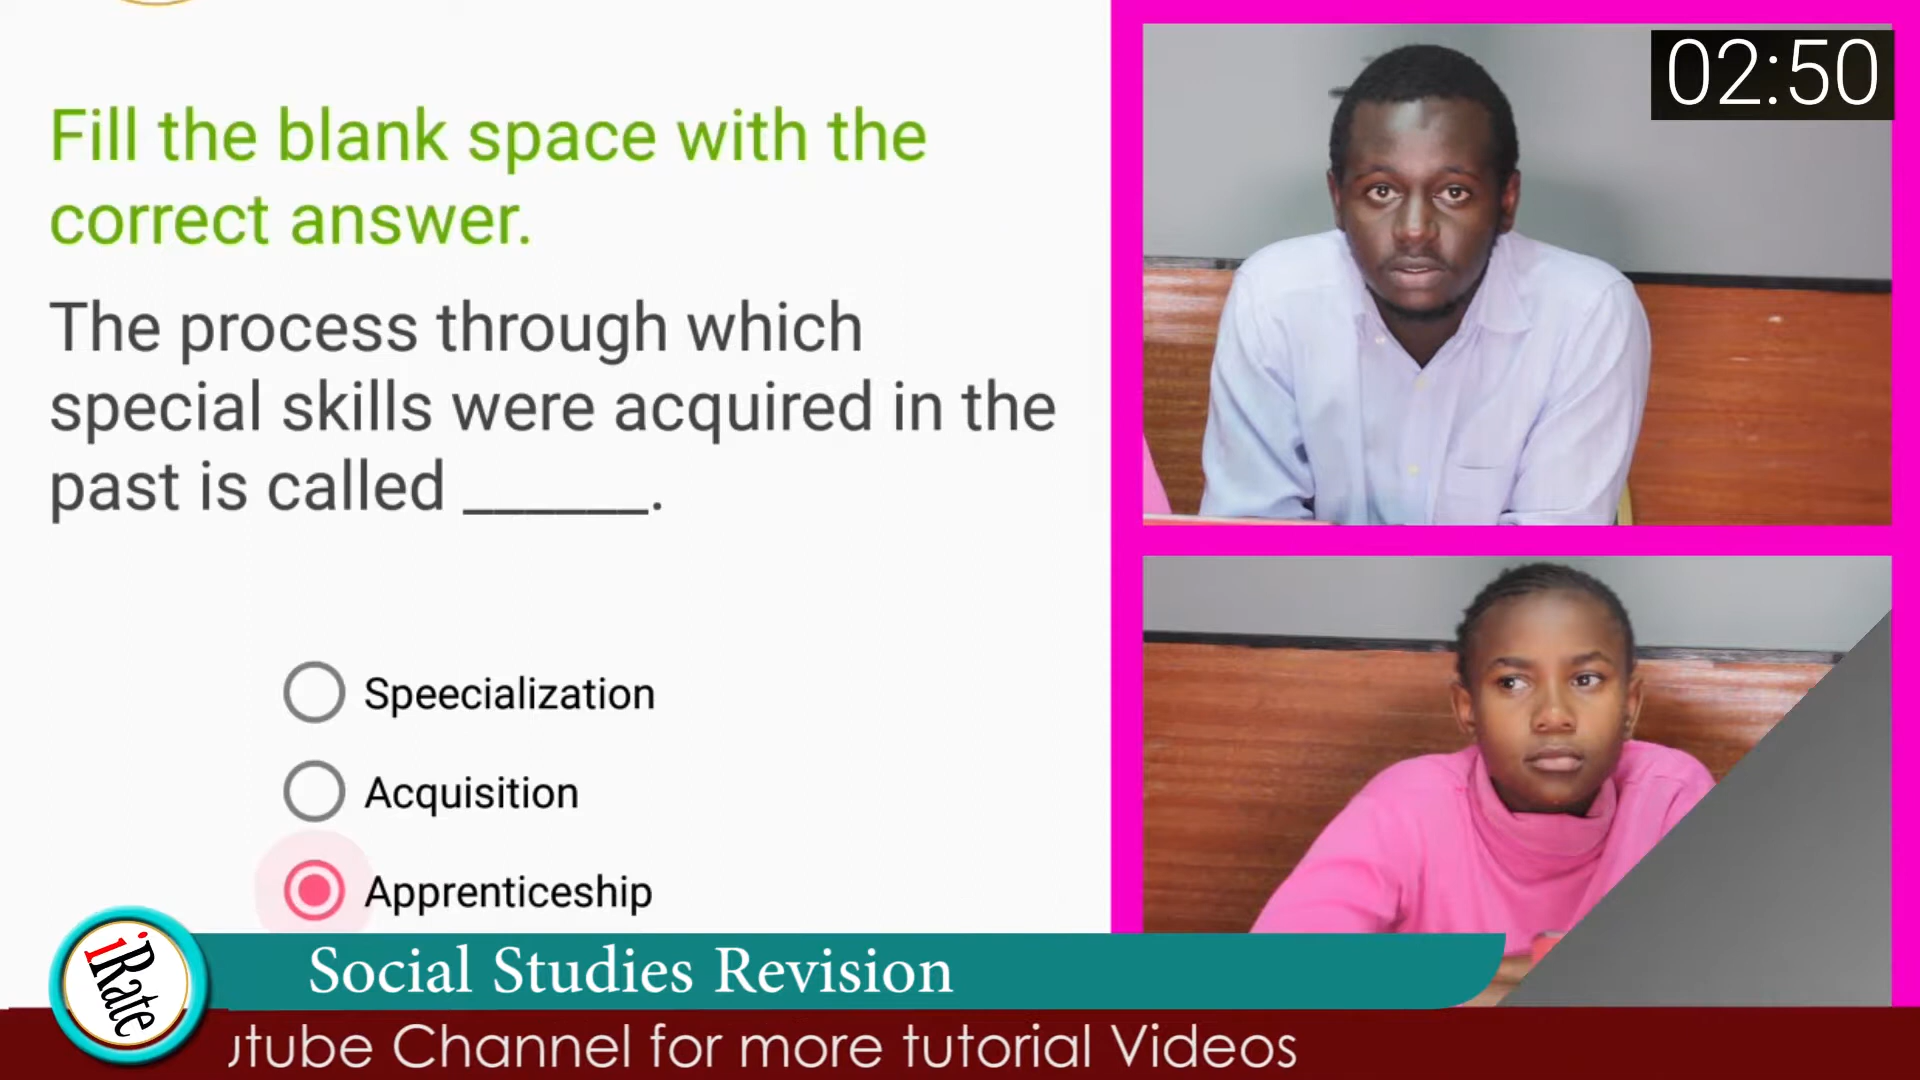 Fill the blank space with the
correct answer.
The process through which
special skills were acquired in the
past is called ______.
Speecialization
Acquisition
Apprenticeship
02:50
iRate
Social Studies Revision
utube Channel for more tutorial Videos